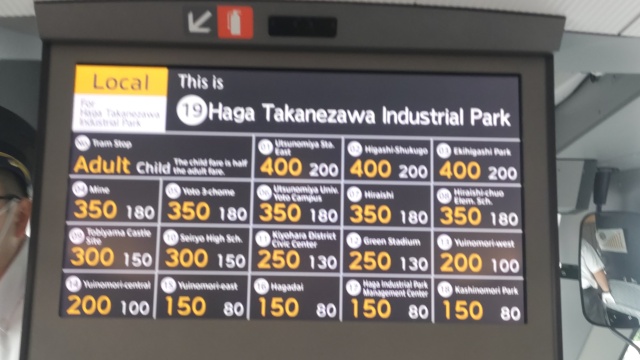 Local
For
Haga Takanezawa
Industrial Park
This is
19 Haga Takanezawa Industrial Park
No. Tram Stop
Adult Child The child fare is half
the adult fare.
01 Utsunomiya Sta.
East
400 200
02 Higashi-Shukugo
400 200
03 Ekihigashi Park
400 200
04 Mine
350 180
05 Yoto 3-chome
350 180
06 Utsunomiya Univ.
Yoto Campus
350 180
07 Hiraishi
350 180
08 Hiraishi-chuo
Elem. Sch.
350 180
09 Tobiyama Castle
Site
300 150
10 Seiryo High Sch.
300 150
11 Kiyohara District
Civic Center
250 130
12 Green Stadium
250 130
13 Yuinomori-west
200 100
14 Yuinomori-central
200 100
15 Yuinomori-east
150 80
16 Hagadai
150 80
17 Haga Industrial Park
Management Center
150 80
18 Kashinomori Park
150 80